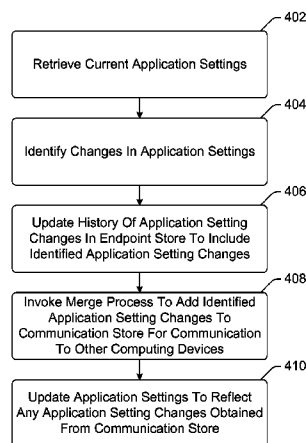 402
Retrieve Current Application Settings
404
Identify Changes In Application Settings
406
Update History Of Application Setting
Changes In Endpoint Store To Include
Identified Application Setting Changes
408
Invoke Merge Process To Add Identified
Application Setting Changes To
Communication Store For Communication
To Other Computing Devices
410
Update Application Settings To Reflect
Any Application Setting Changes Obtained
From Communication Store